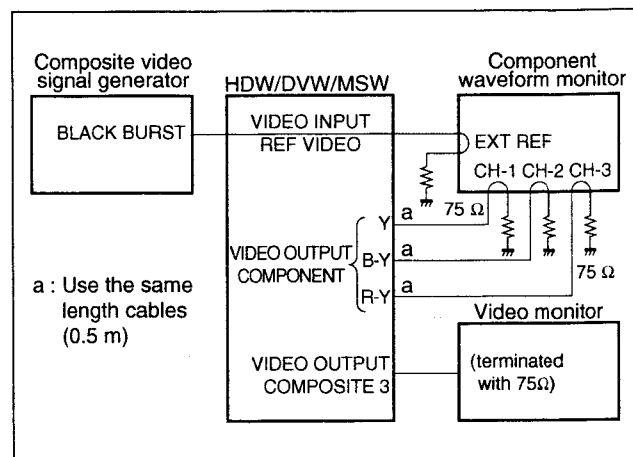 Composite video
signal generator
BLACK BURST
HDW/DVW/MSW
VIDEO INPUT
REF VIDEO
Component
waveform monitor
EXT REF
CH-1 CH-2 CH-3
75 Ω
75 Ω
VIDEO OUTPUT
COMPONENT
Y
B-Y
R-Y
a
a
a
a : Use the same
length cables
(0.5 m)
VIDEO OUTPUT
COMPOSITE 3
Video monitor
(terminated
with 75Ω)